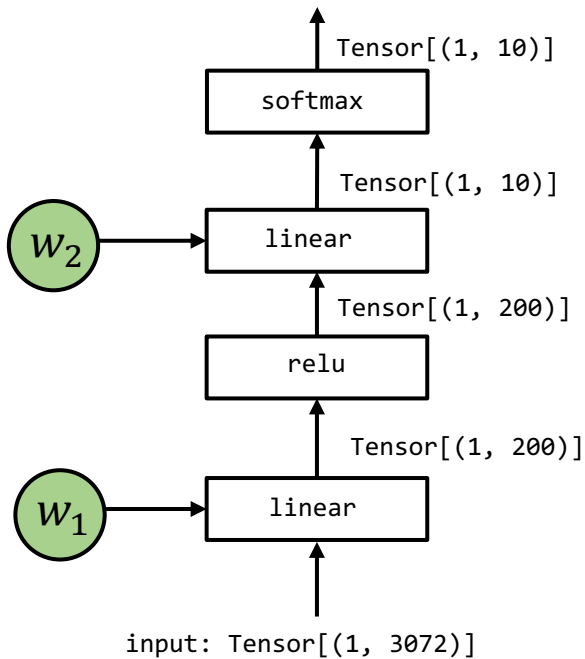 Tensor[(1, 10)]
softmax
Tensor[(1, 10)]
w₂
linear
Tensor[(1, 200)]
relu
Tensor[(1, 200)]
w₁
linear
input: Tensor[(1, 3072)]